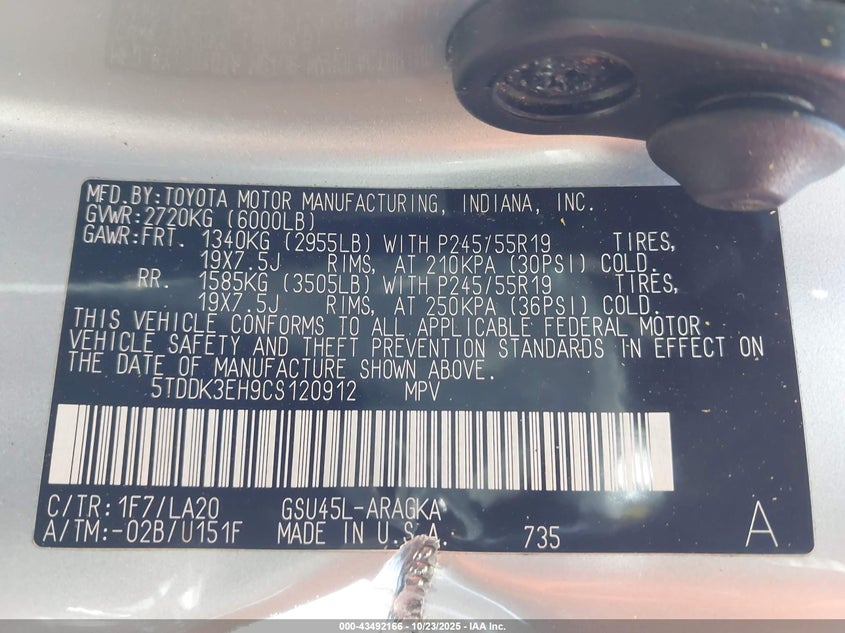 MFD.BY:TOYOTA MOTOR MANUFACTURING, INDIANA, INC.
GVWR:2720KG (6000LB)
GAWR:FRT. 1340KG (2955LB) WITH P245/55R19 TIRES,
19X7.5J RIMS, AT 210KPA (30PSI) COLD.
RR. 1585KG (3505LB) WITH P245/55R19 TIRES,
19X7.5J RIMS, AT 250KPA (36PSI) COLD.
THIS VEHICLE CONFORMS TO ALL APPLICABLE FEDERAL MOTOR
VEHICLE SAFETY AND THEFT PREVENTION STANDARDS IN EFFECT ON
THE DATE OF MANUFACTURE SHOWN ABOVE.
5TDDK3EH9CS120912 MPV
C/TR:1F7/LA20 GSU45L-ARAGKA
A/TM:-02B/U151F MADE IN U.S.A. 735 A
000-43492166 - 10/23/2025 - IAA Inc.